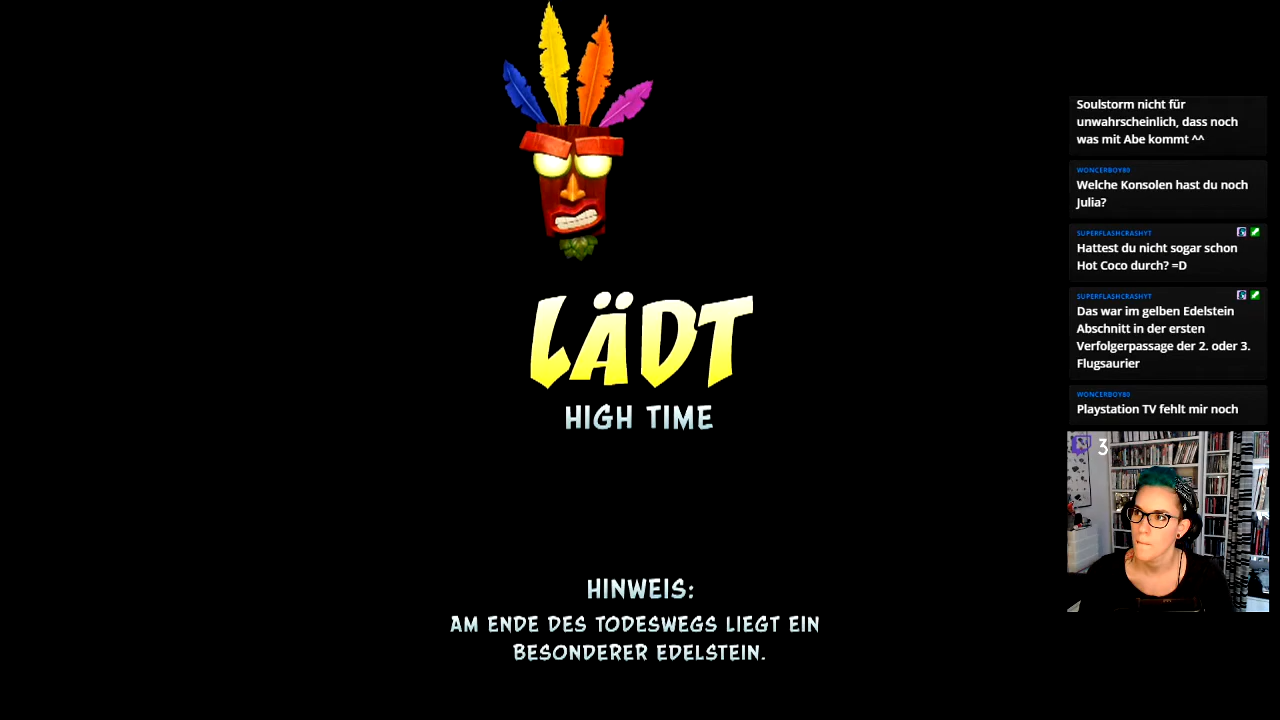 LÄDT
HIGH TIME
HINWEIS:
AM ENDE DES TODESWEGS LIEGT EIN
BESONDERER EDELSTEIN.
Soulstorm nicht für
unwahrscheinlich, dass noch
was mit Abe kommt ^^
WONCERBOY80
Welche Konsolen hast du noch
Julia?
SUPERFLASHCRASHYT
Hattest du nicht sogar schon
Hot Coco durch? =D
SUPERFLASHCRASHYT
Das war im gelben Edelstein
Abschnitt in der ersten
Verfolgerpassage der 2. oder 3.
Flugsaurier
WONCERBOY80
Playstation TV fehlt mir noch
3